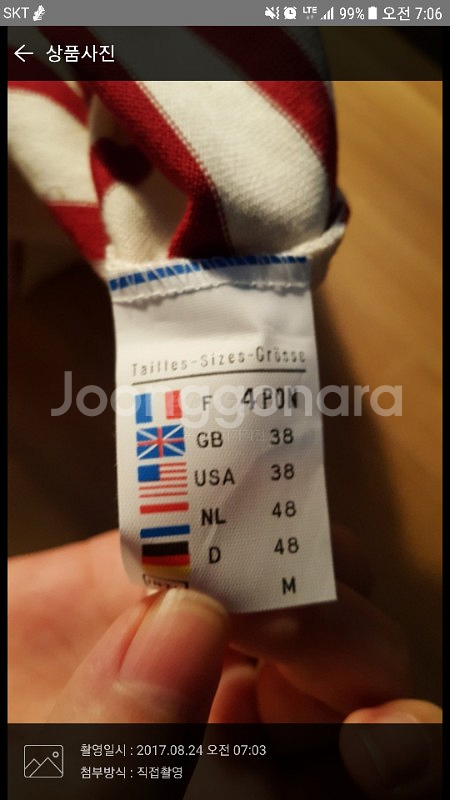 SKT LTE 99% 오전 7:06
상품사진
Tailles-Sizes-Grösse
Joonggonara
F 4
GB 38
USA 38
NL 48
D 48
M
촬영일시 : 2017.08.24 오전 07:03
첨부방식 : 직접촬영